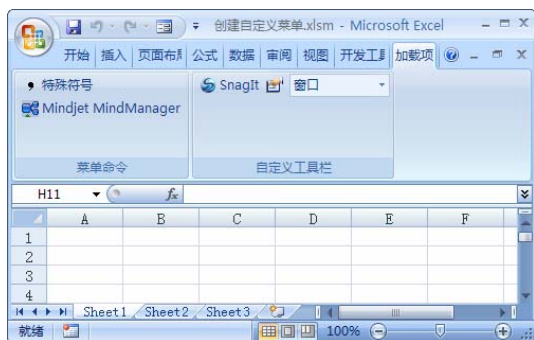 创建自定义菜单.xlsm - Microsoft Excel
开始 插入 页面布局 公式 数据 审阅 视图 开发工具 加载项
特殊符号 SnagIt 窗口
Mindjet MindManager
菜单命令 自定义工具栏
H11 fx
A B C D E F
1
2
3
4
Sheet1 Sheet2 Sheet3
就绪 100%